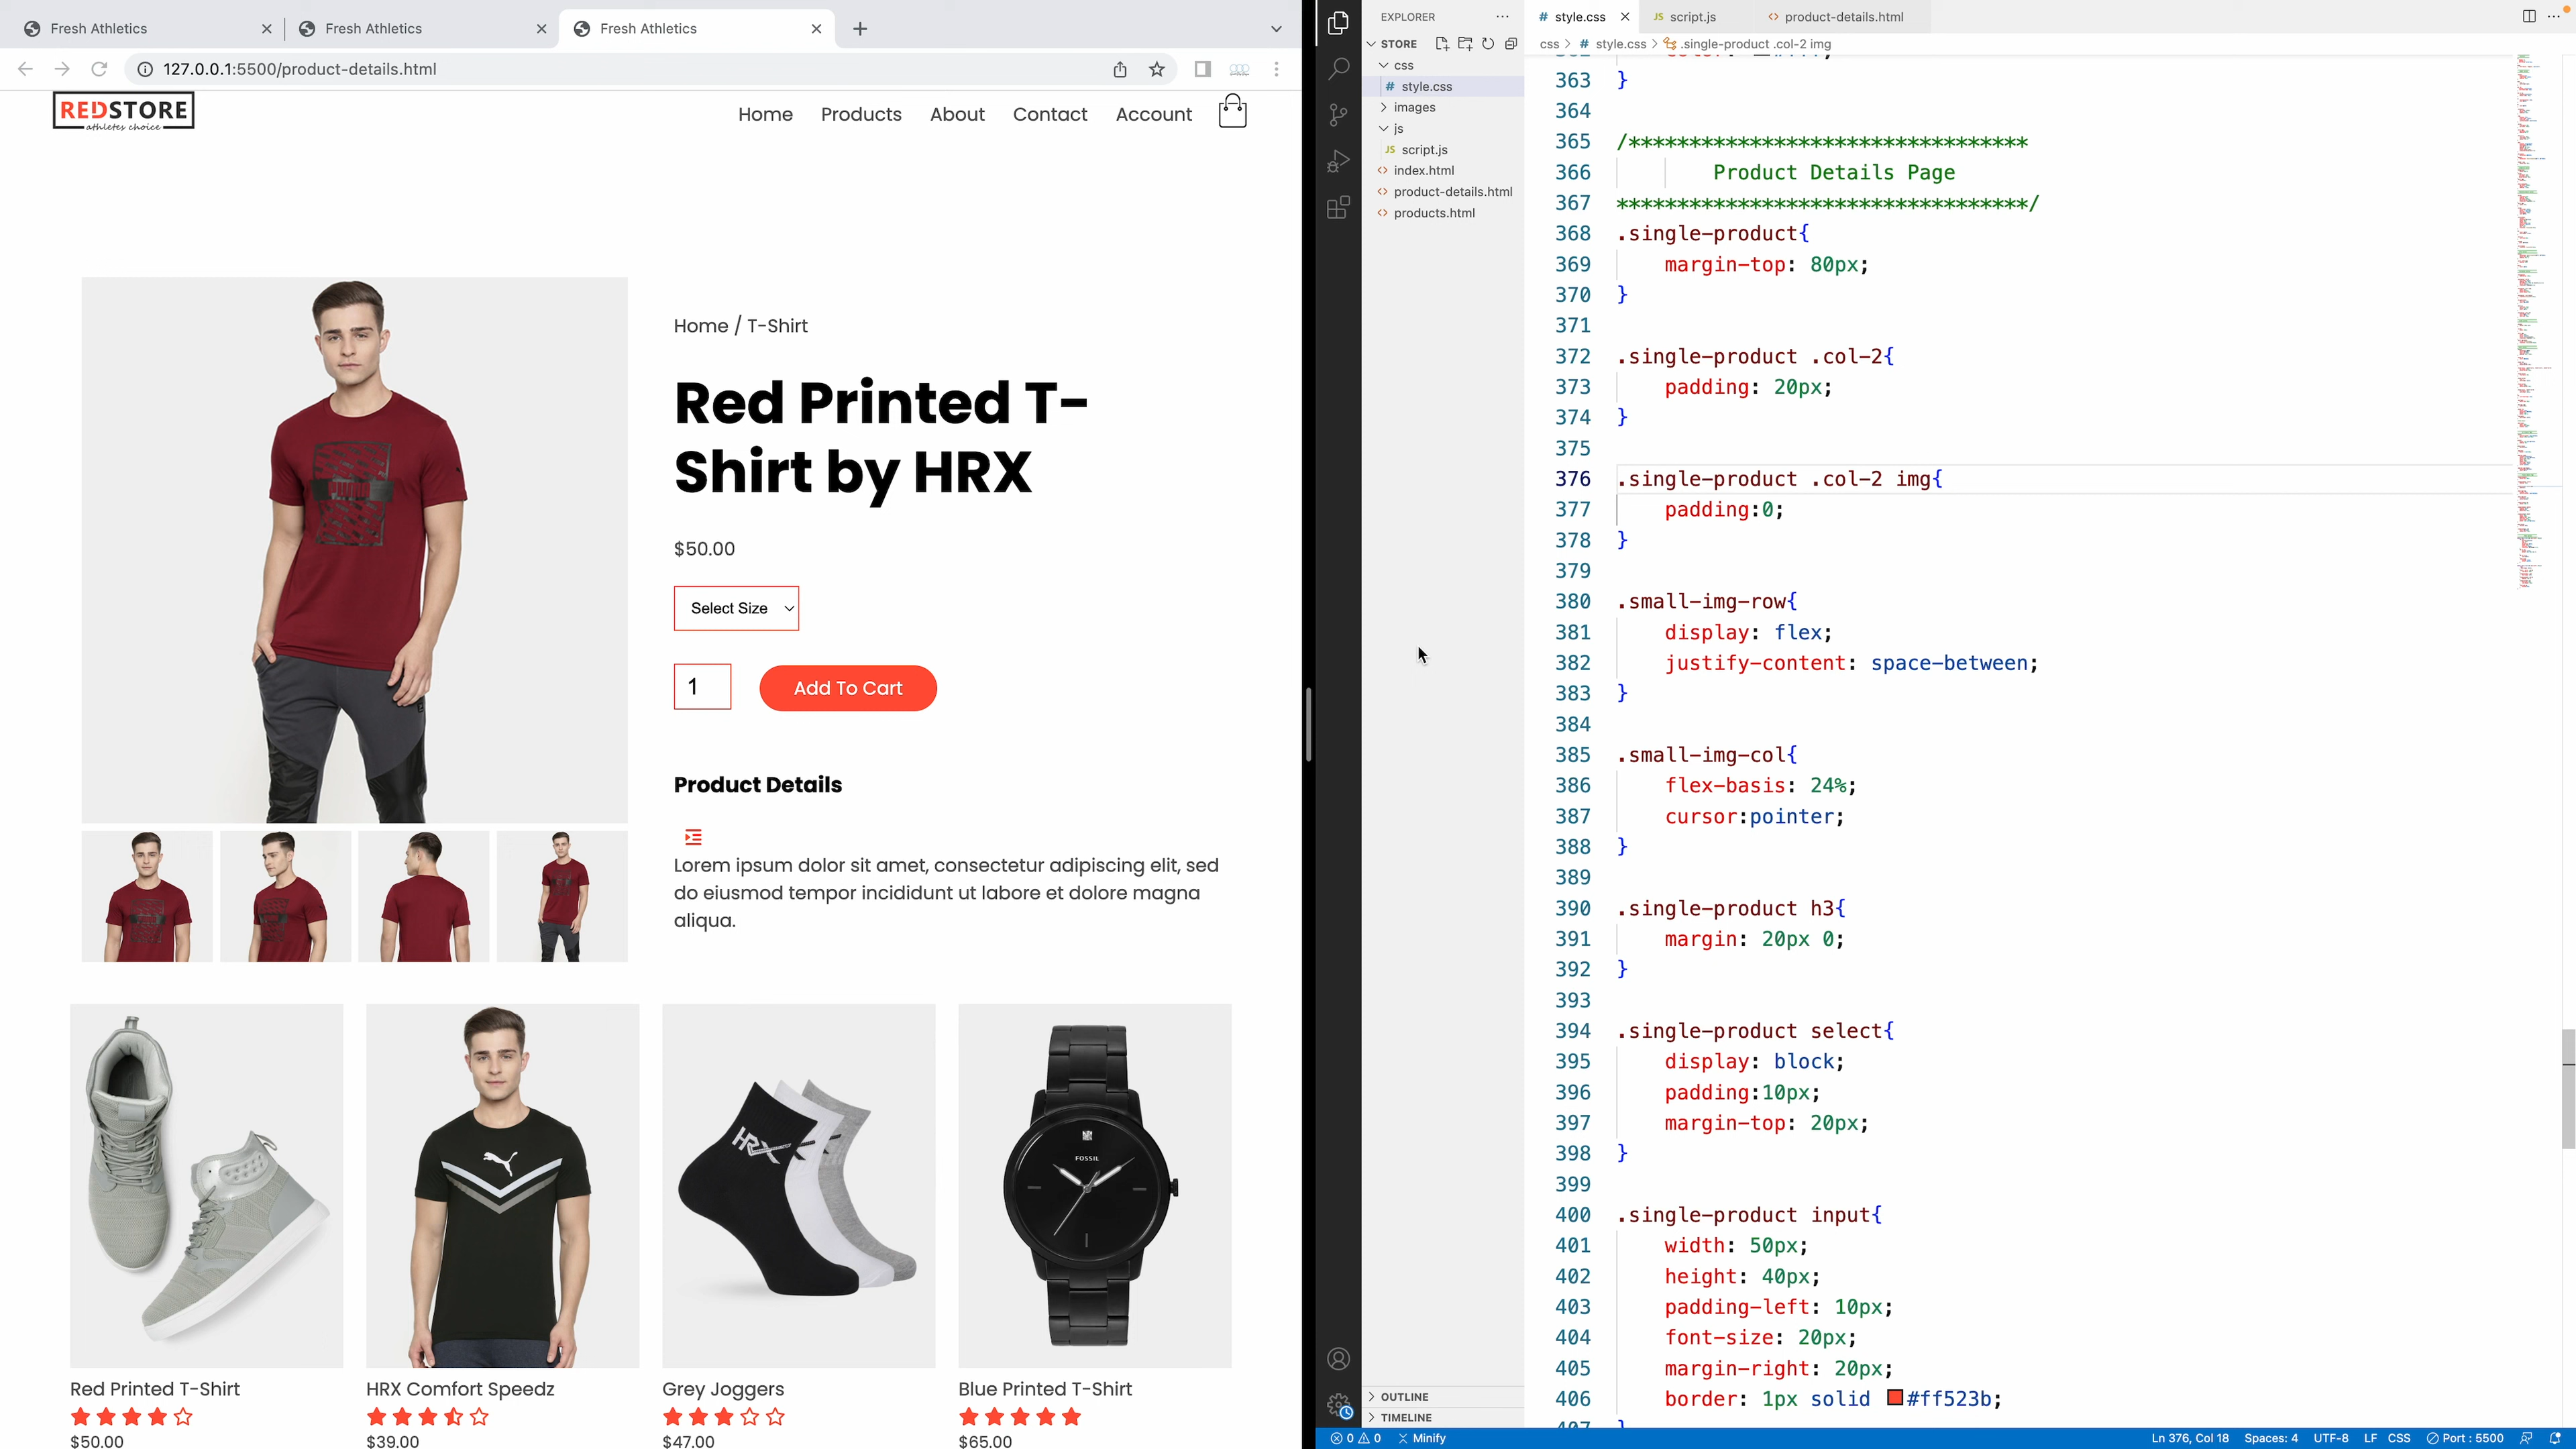 Fresh Athletics
Fresh Athletics
Fresh Athletics
127.0.0.1:5500/product-details.html
REDSTORE
athletes choice
Home Products About Contact Account
Home / T-Shirt
Red Printed T-
Shirt by HRX
$50.00
Select Size
1 Add To Cart
Product Details
Lorem ipsum dolor sit amet, consectetur adipiscing elit, sed
do eiusmod tempor incididunt ut labore et dolore magna
aliqua.
HRX
FOSSIL
Red Printed T-Shirt
$50.00
HRX Comfort Speedz
$39.00
Grey Joggers
$47.00
Blue Printed T-Shirt
$65.00
EXPLORER
STORE
css
# style.css
images
js
JS script.js
<> index.html
<> product-details.html
<> products.html
OUTLINE
TIMELINE
# style.css
JS script.js
<> product-details.html
css > # style.css > .single-product .col-2 img
363 }
364
365 /*********************************
366 Product Details Page
367 **********************************/
368 .single-product{
369 margin-top: 80px;
370 }
371
372 .single-product .col-2{
373 padding: 20px;
374 }
375
376 .single-product .col-2 img{
377 padding:0;
378 }
379
380 .small-img-row{
381 display: flex;
382 justify-content: space-between;
383 }
384
385 .small-img-col{
386 flex-basis: 24%;
387 cursor:pointer;
388 }
389
390 .single-product h3{
391 margin: 20px 0;
392 }
393
394 .single-product select{
395 display: block;
396 padding:10px;
397 margin-top: 20px;
398 }
399
400 .single-product input{
401 width: 50px;
402 height: 40px;
403 padding-left: 10px;
404 font-size: 20px;
405 margin-right: 20px;
406 border: 1px solid #ff523b;
407 }
0 0 Minify Ln 376, Col 18 Spaces: 4 UTF-8 LF CSS Port : 5500